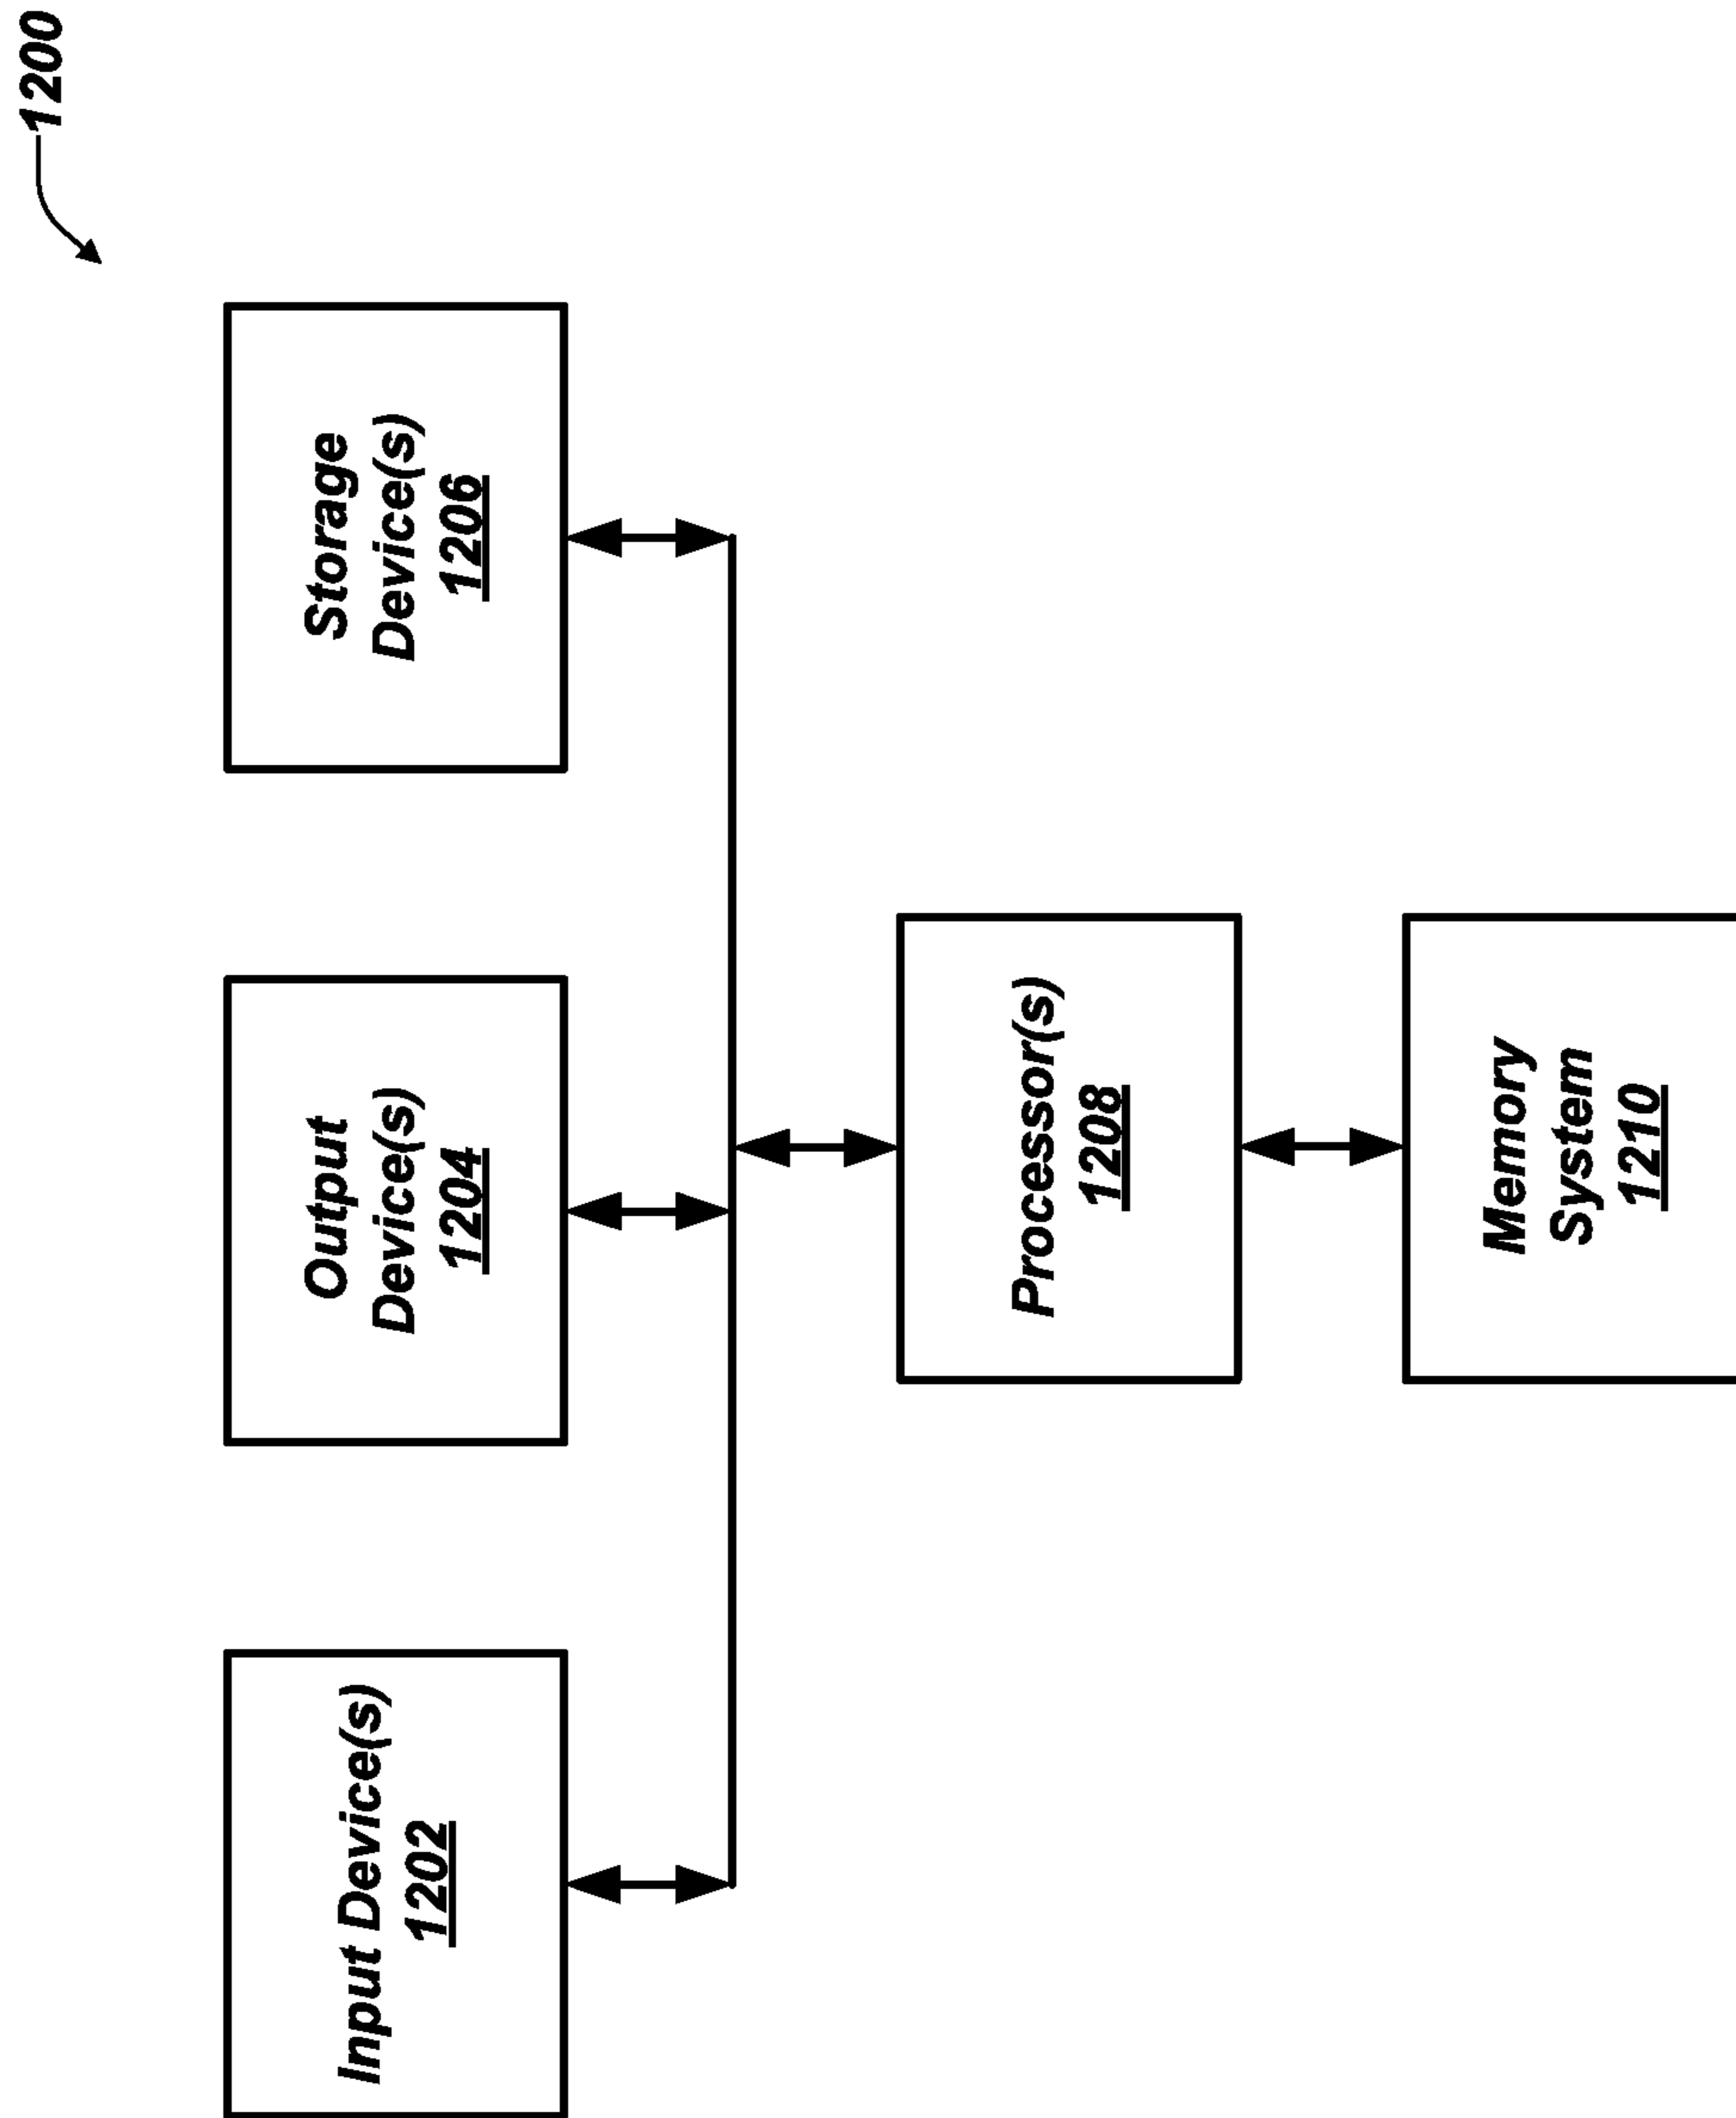 1200
Input Device(s)
1202
Output
Device(s)
1204
Storage
Device(s)
1206
Processor(s)
1208
Memory
System
1210